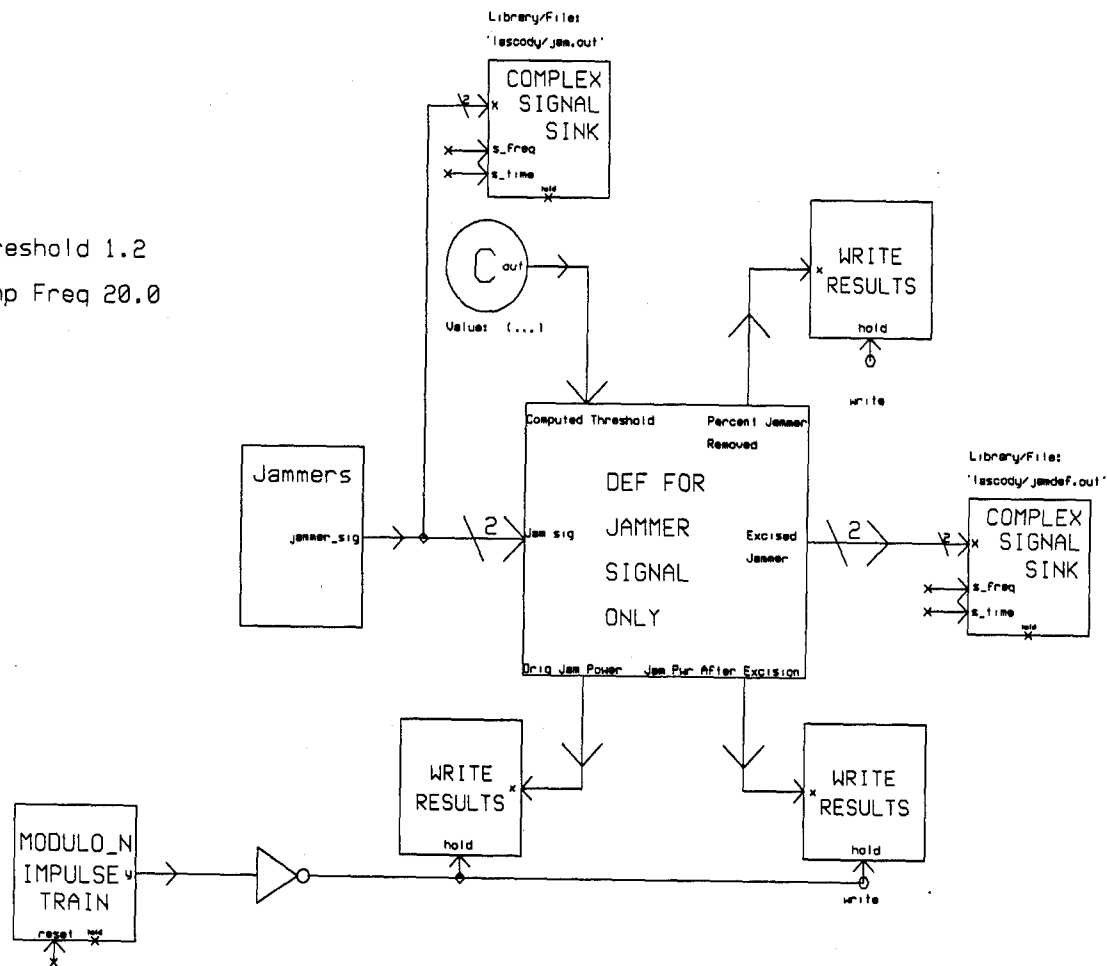 Library/File:
'lascody/jam.out'
COMPLEX
SIGNAL
SINK
2
x
s_freq
s_time
hold
reshold 1.2
mp Freq 20.0
C out
Value: (...)
WRITE
RESULTS
x
hold
write
Computed Threshold
Percent Jammer
Removed
Jammers
jammer_sig
2
Jam sig
DEF FOR
JAMMER
SIGNAL
ONLY
Excised
Jammer
2
Orig Jam Power
Jam Pwr After Excision
Library/File:
'lascody/jamdef.out'
COMPLEX
SIGNAL
SINK
2
x
s_freq
s_time
hold
WRITE
RESULTS
x
hold
WRITE
RESULTS
x
hold
write
MODULO_N
IMPULSE y
TRAIN
reset
hold